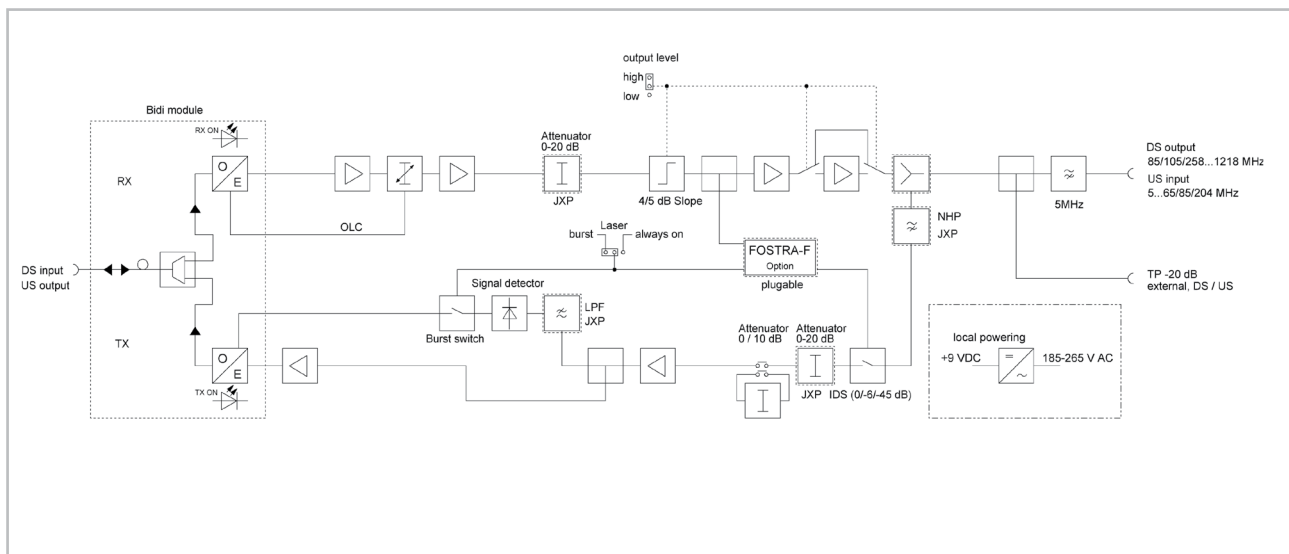 output level
high
low
Bidi module
RX ON
Attenuator
0-20 dB
DS output
85/105/258...1218 MHz
US input
5...65/85/204 MHz
RX
O
E
JXP
4/5 dB Slope
5MHz
OLC
Laser
burst
always on
NHP
JXP
FOSTRA-F
Option
plugable
DS input
US output
Signal detector
LPF
JXP
TP -20 dB
external, DS / US
TX
Burst switch
Attenuator
0 / 10 dB
Attenuator
0-20 dB
local powering
+9 VDC
185-265 V AC
O
E
TX ON
JXP
IDS (0/-6/-45 dB)